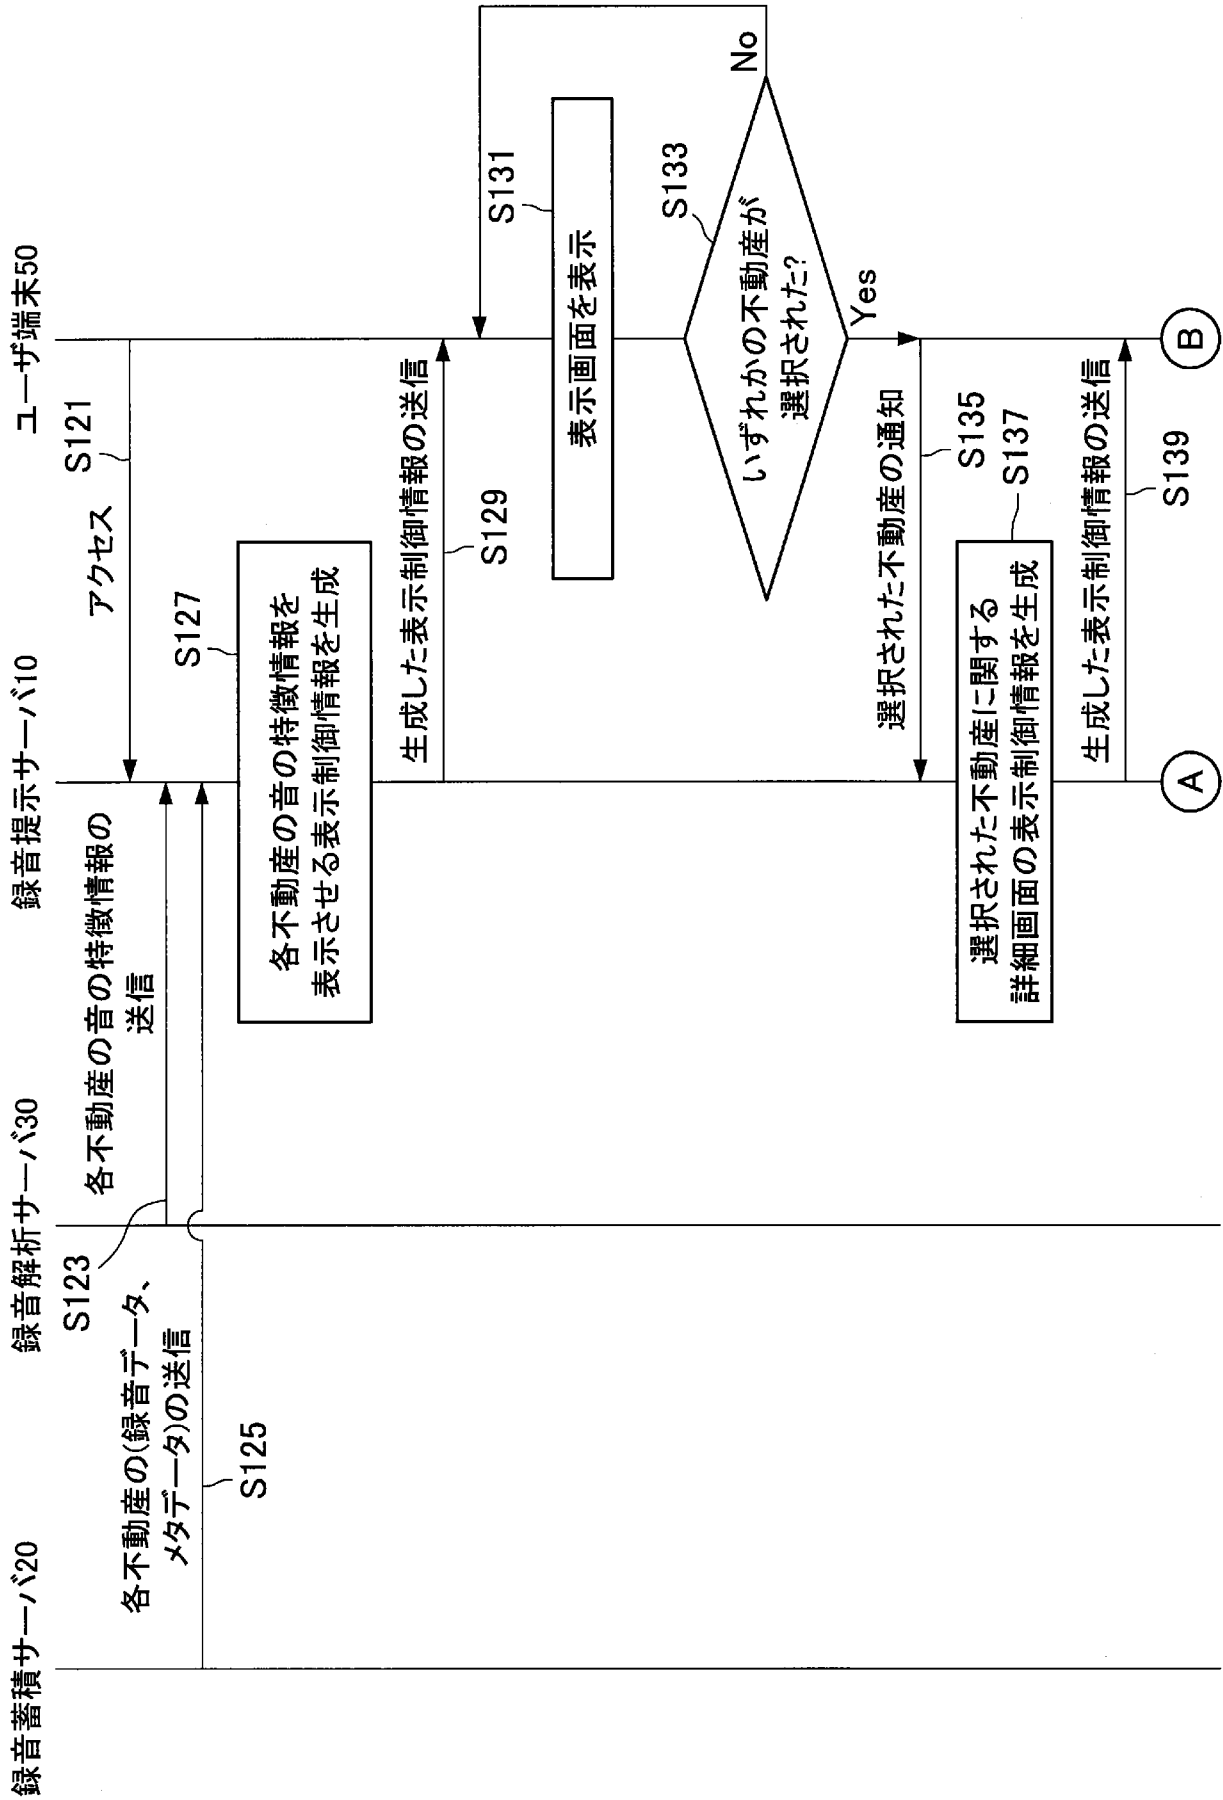 録音蓄積サーバ20
録音解析サーバ30
録音提示サーバ10
ユーザ端末50
S121
アクセス
S123
各不動産の音の特徴情報の
送信
各不動産の(録音データ、
メタデータ)の送信
S125
S127
各不動産の音の特徴情報を
表示させる表示制御情報を生成
生成した表示制御情報の送信
S129
S131
表示画面を表示
S133
いずれかの不動産が
選択された?
No
Yes
選択された不動産の通知
S135
S137
選択された不動産に関する
詳細画面の表示制御情報を生成
生成した表示制御情報の送信
S139
A
B